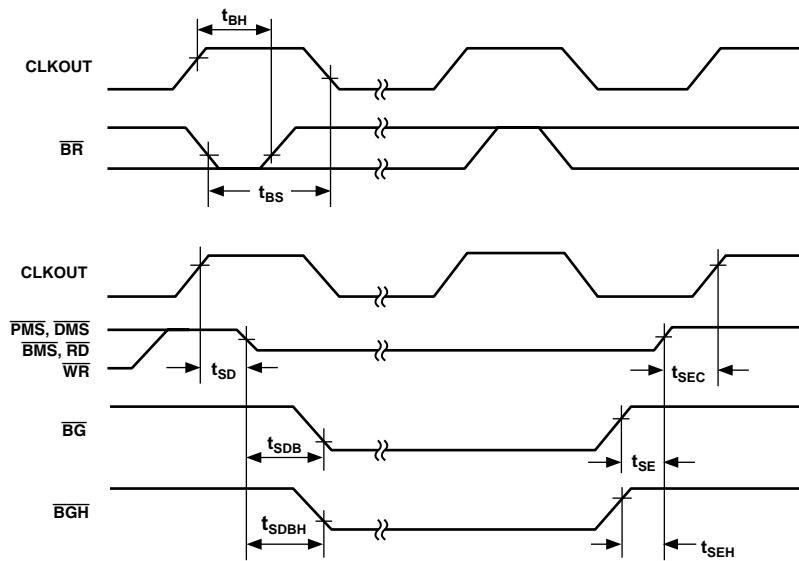 tBH
CLKOUT
BR
tBS
CLKOUT
PMS, DMS
BMS, RD
WR
tSD
tSEC
BG
tSDB
tSE
BGH
tSDBH
tSEH